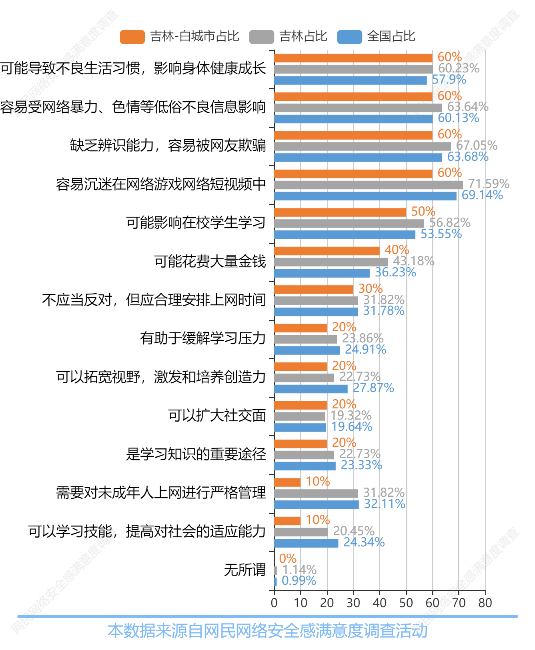 吉林-白城市占比 吉林占比 全国占比
可能导致不良生活习惯，影响身体健康成长 60% 60.23% 57.9%
容易受网络暴力、色情等低俗不良信息影响 60% 63.64% 60.13%
缺乏辨识能力，容易被网友欺骗 60% 67.05% 63.68%
容易沉迷在网络游戏网络短视频中 60% 71.59% 69.14%
可能影响在校学生学习 50% 56.82% 53.55%
可能花费大量金钱 40% 43.18% 36.23%
不应当反对，但应合理安排上网时间 30% 31.82% 31.78%
有助于缓解学习压力 20% 23.86% 24.91%
可以拓宽视野，激发和培养创造力 20% 22.73% 27.87%
可以扩大社交面 20% 19.32% 19.64%
是学习知识的重要途径 20% 22.73% 23.33%
需要对未成年人上网进行严格管理 10% 31.82% 32.11%
可以学习技能，提高对社会的适应能力 10% 20.45% 24.34%
无所谓 0% 1.14% 0.99%
0 10 20 30 40 50 60 70 80
本数据来源自网民网络安全感满意度调查活动